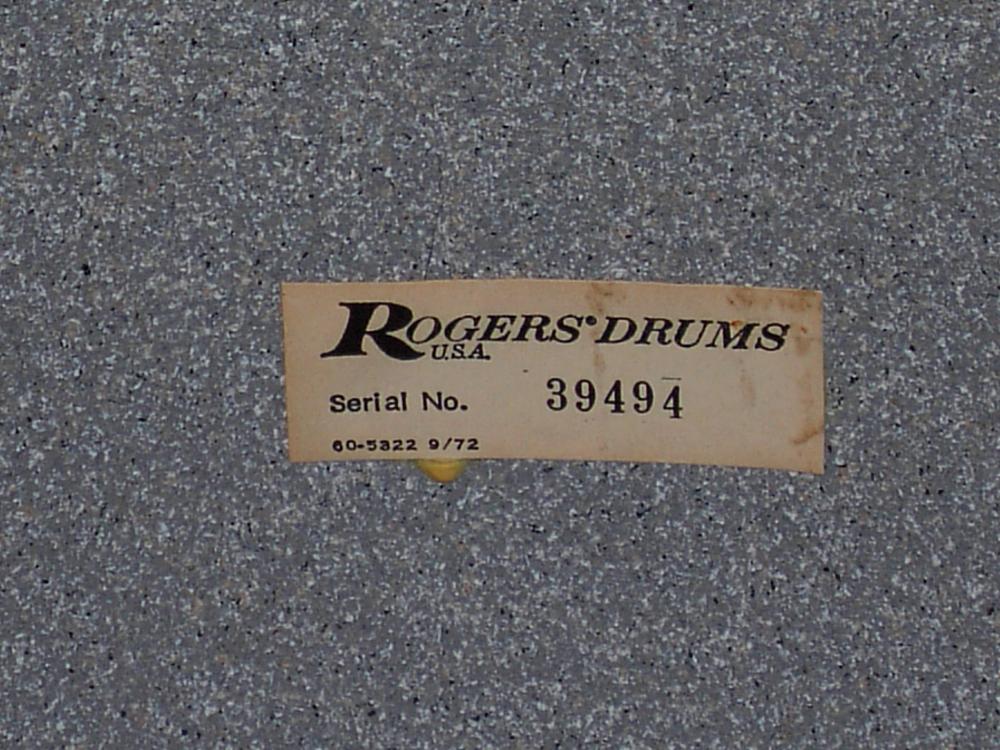 ROGERS® DRUMS
U.S.A.
Serial No. 39494
60-5322 9/72